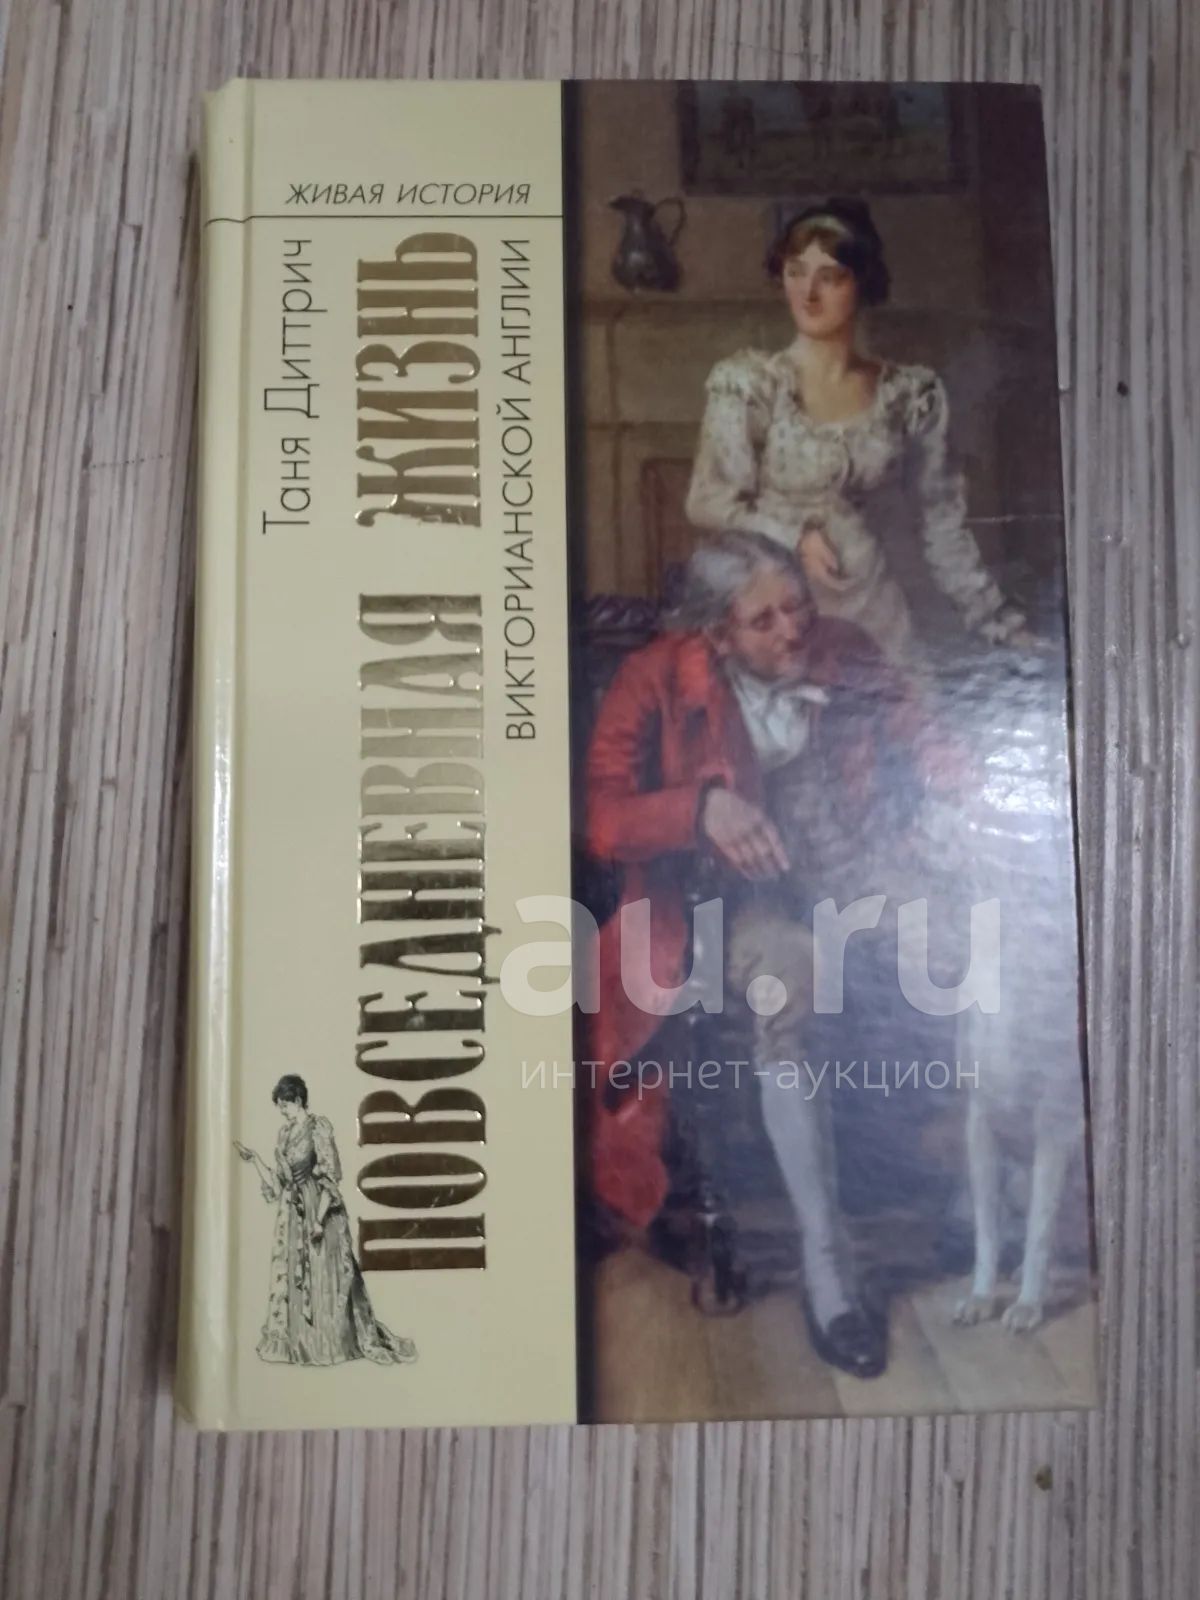 ЖИВАЯ ИСТОРИЯ
Таня Диттрич
ПОВСЕДНЕВНАЯ ЖИЗНЬ
ВИКТОРИАНСКОЙ АНГЛИИ
au.ru
интернет-аукцион